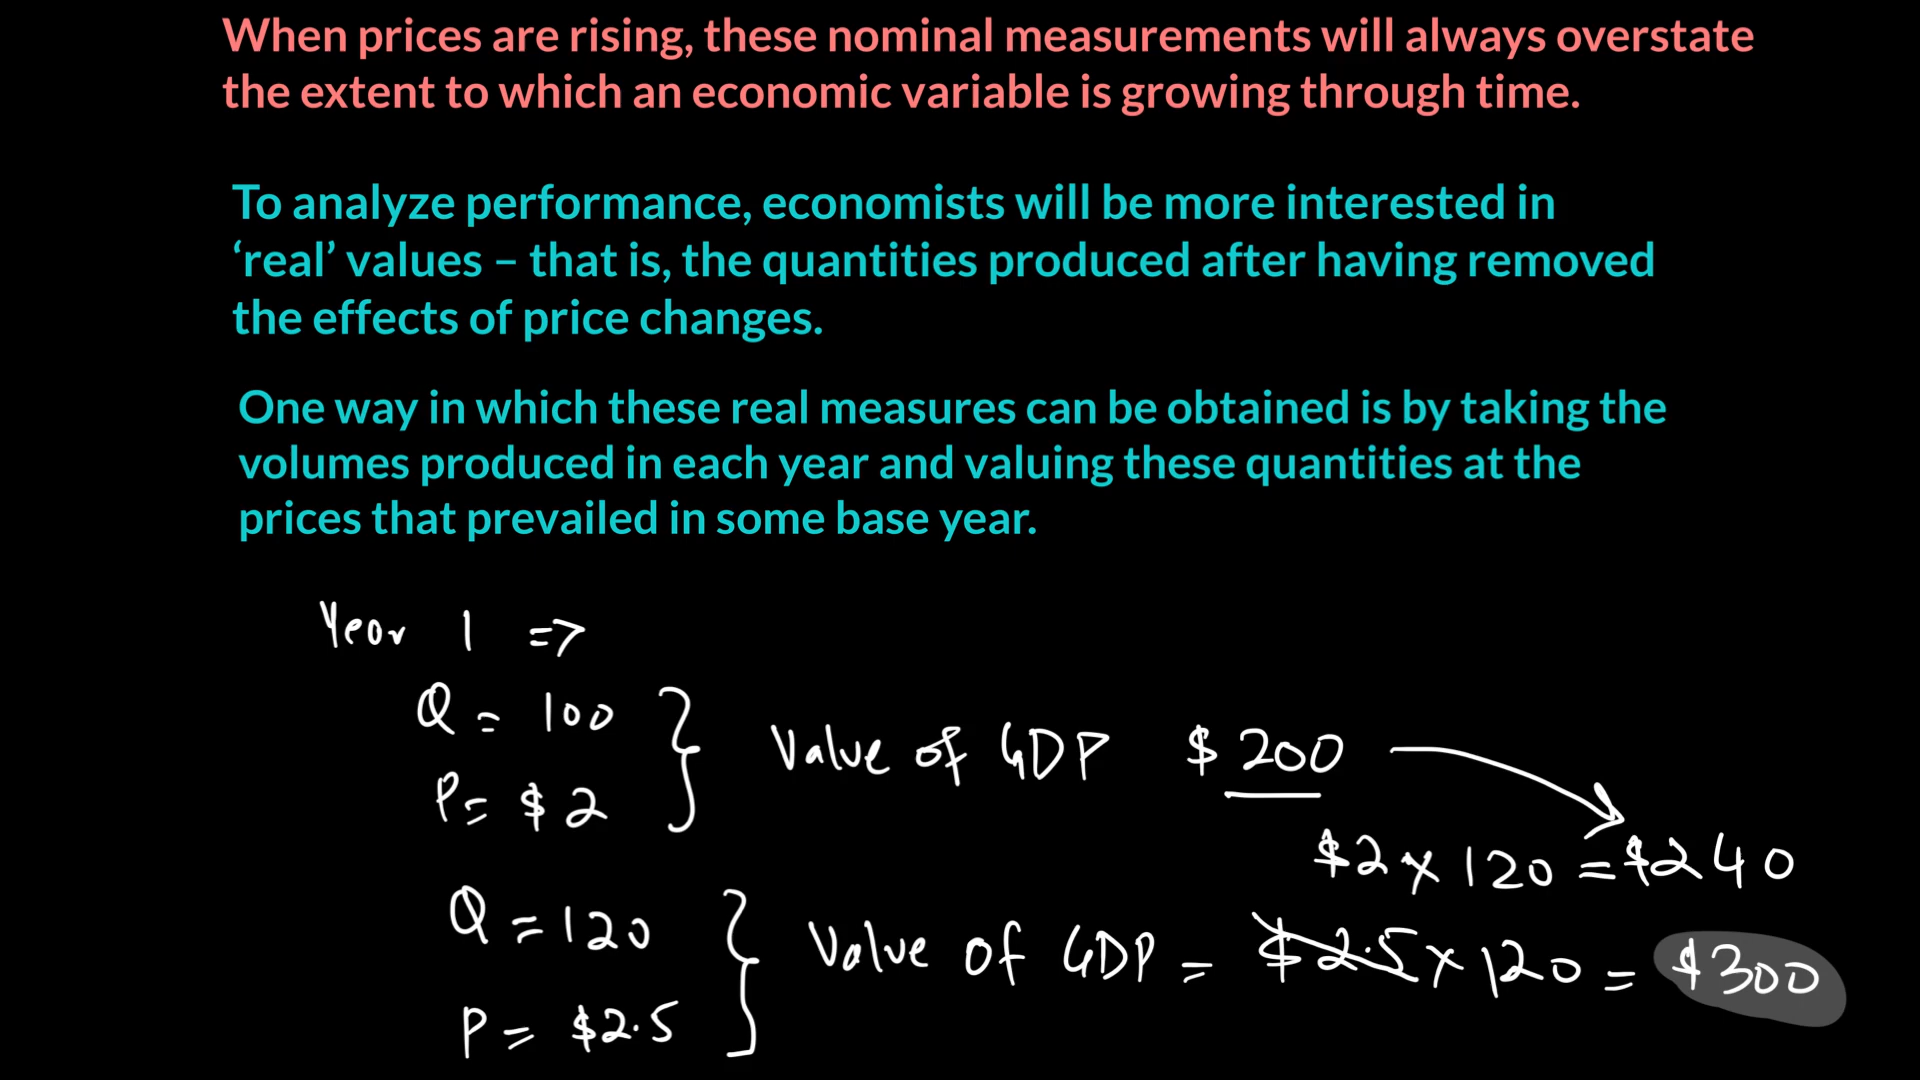 When prices are rising, these nominal measurements will always overstate
the extent to which an economic variable is growing through time.
To analyze performance, economists will be more interested in
‘real’ values – that is, the quantities produced after having removed
the effects of price changes.
One way in which these real measures can be obtained is by taking the
volumes produced in each year and valuing these quantities at the
prices that prevailed in some base year.
Year 1 =>
Q = 100
P = $2
Value of GDP $200
$2 x 120 = $240
Q = 120
P = $2.5
Value of GDP = $2.5 x 120 = $300